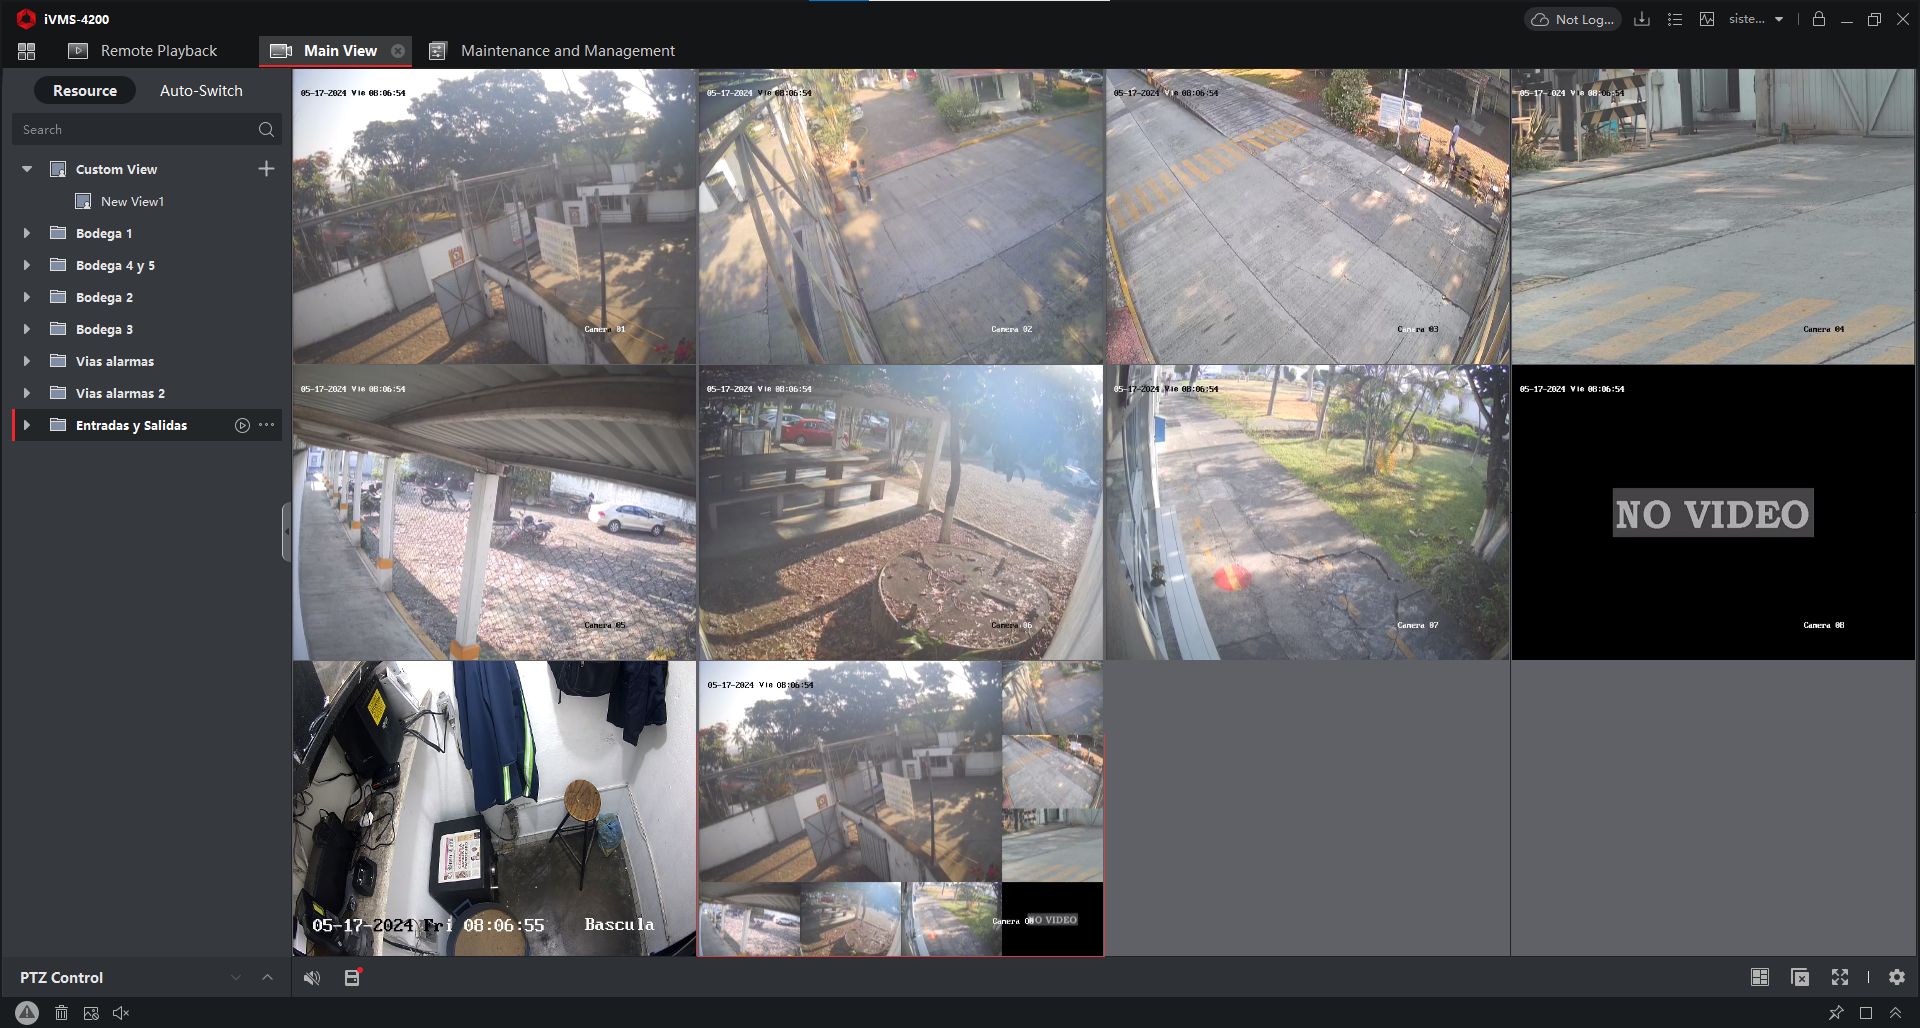 iVMS-4200
Not Log...
siste...
Remote Playback
Main View
Maintenance and Management
Resource
Auto-Switch
Search
Custom View
New View1
Bodega 1
Bodega 4 y 5
Bodega 2
Bodega 3
Vias alarmas
Vias alarmas 2
Entradas y Salidas
05-17-2024 Vie 08:06:54
Camera 01
05-17-2024 Vie 08:06:54
Camera 02
05-17-2024 Vie 08:06:54
Camera 03
05-17-2024 Vie 08:06:54
Camera 04
05-17-2024 Vie 08:06:54
Camera 05
05-17-2024 Vie 08:06:54
Camera 06
05-17-2024 Vie 08:06:54
Camera 07
05-17-2024 Vie 08:06:54
NO VIDEO
Camera 08
05-17-2024 Fri 08:06:55
Bascula
05-17-2024 Vie 08:06:54
Camera
NO VIDEO
PTZ Control